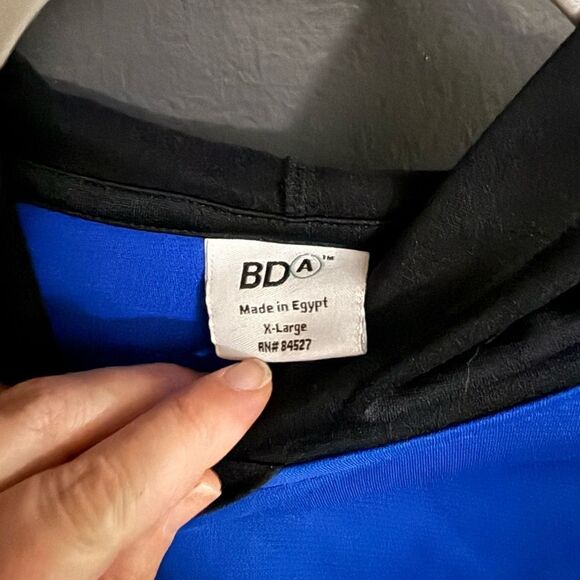 BDA™
Made in Egypt
X-Large
RN# 84527